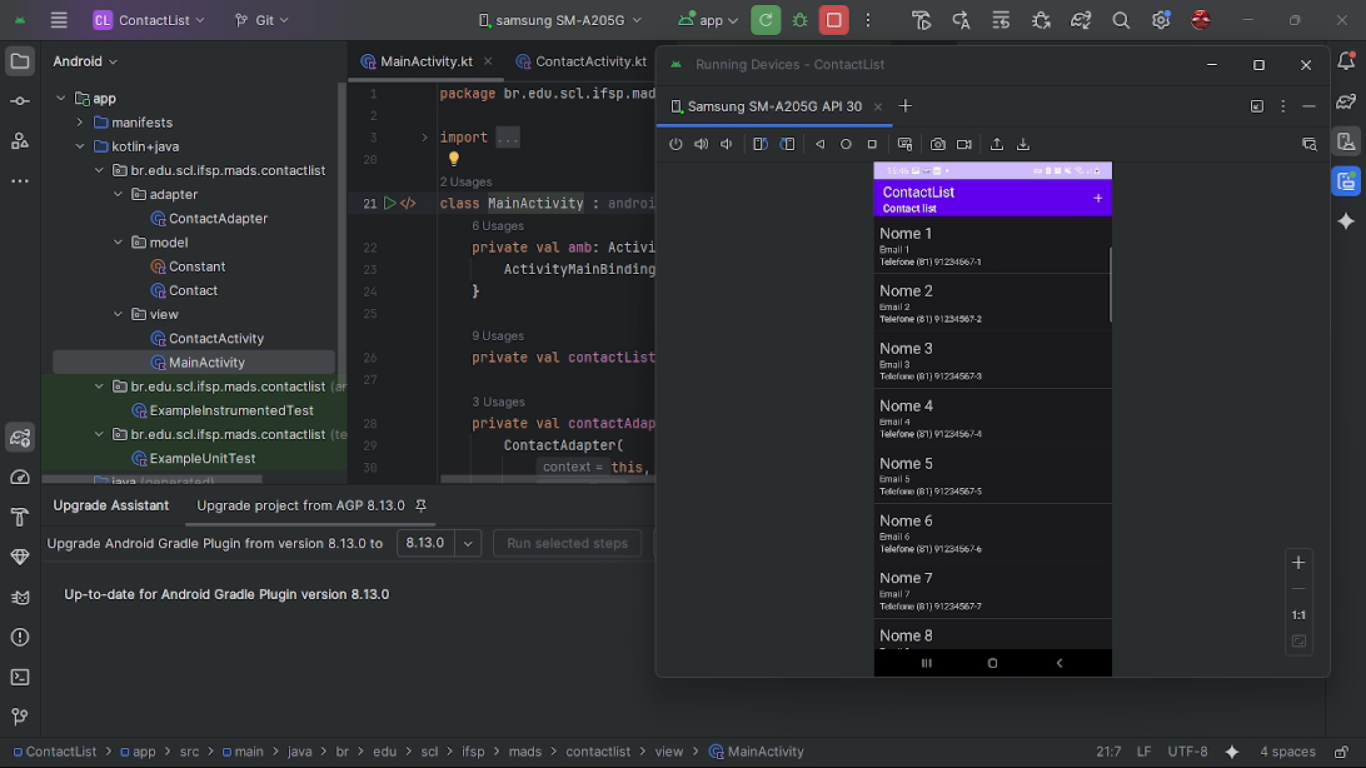 CL ContactList
Git
samsung SM-A205G
app
Android
app
manifests
kotlin+java
br.edu.scl.ifsp.mads.contactlist
adapter
ContactAdapter
model
Constant
Contact
view
ContactActivity
MainActivity
br.edu.scl.ifsp.mads.contactlist
ExampleInstrumentedTest
br.edu.scl.ifsp.mads.contactlist (te
ExampleUnitTest
java (generated)
MainActivity.kt
ContactActivity.kt
1 package br.edu.scl.ifsp.mad
2
3 import ...
20
2 Usages
21 class MainActivity : androi
6 Usages
22 private val amb: Activi
23 ActivityMainBinding
24 }
25
9 Usages
26 private val contactList
27
3 Usages
28 private val contactAdap
29 ContactAdapter(
30 context = this,
Running Devices - ContactList
Samsung SM-A205G API 30
15:46
ContactList
Contact list
+
Nome 1
Email 1
Telefone (81) 91234567-1
Nome 2
Email 2
Telefone (81) 91234567-2
Nome 3
Email 3
Telefone (81) 91234567-3
Nome 4
Email 4
Telefone (81) 91234567-4
Nome 5
Email 5
Telefone (81) 91234567-5
Nome 6
Email 6
Telefone (81) 91234567-6
Nome 7
Email 7
Telefone (81) 91234567-7
Nome 8
1:1
Upgrade Assistant
Upgrade project from AGP 8.13.0
Upgrade Android Gradle Plugin from version 8.13.0 to
8.13.0
Run selected steps
Up-to-date for Android Gradle Plugin version 8.13.0
ContactList > app > src > main > java > br > edu > scl > ifsp > mads > contactlist > view > MainActivity
21:7 LF UTF-8 4 spaces